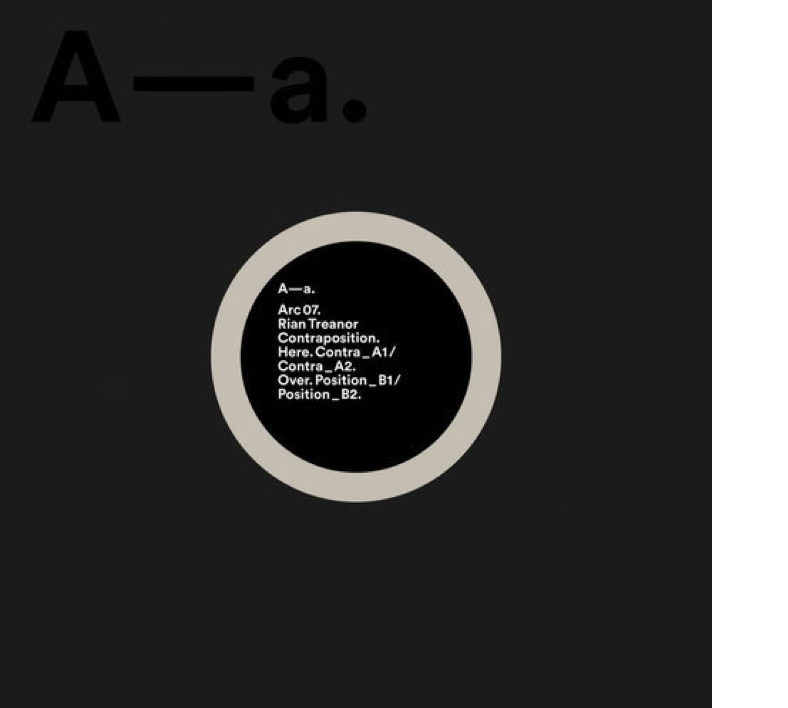 A—a.
A—a.
Arc 07.
Rian Treanor
Contraposition.
Here. Contra_A1/
Contra_A2.
Over. Position_B1/
Position_B2.